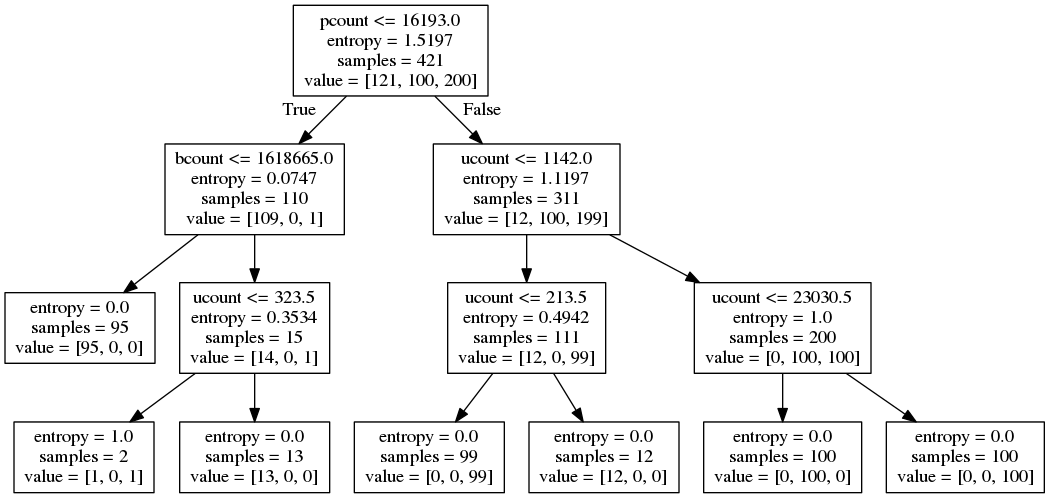 pcount <= 16193.0
entropy = 1.5197
samples = 421
value = [121, 100, 200]
True
False
bcount <= 1618665.0
entropy = 0.0747
samples = 110
value = [109, 0, 1]
ucount <= 1142.0
entropy = 1.1197
samples = 311
value = [12, 100, 199]
entropy = 0.0
samples = 95
value = [95, 0, 0]
ucount <= 323.5
entropy = 0.3534
samples = 15
value = [14, 0, 1]
ucount <= 213.5
entropy = 0.4942
samples = 111
value = [12, 0, 99]
ucount <= 23030.5
entropy = 1.0
samples = 200
value = [0, 100, 100]
entropy = 1.0
samples = 2
value = [1, 0, 1]
entropy = 0.0
samples = 13
value = [13, 0, 0]
entropy = 0.0
samples = 99
value = [0, 0, 99]
entropy = 0.0
samples = 12
value = [12, 0, 0]
entropy = 0.0
samples = 100
value = [0, 100, 0]
entropy = 0.0
samples = 100
value = [0, 0, 100]